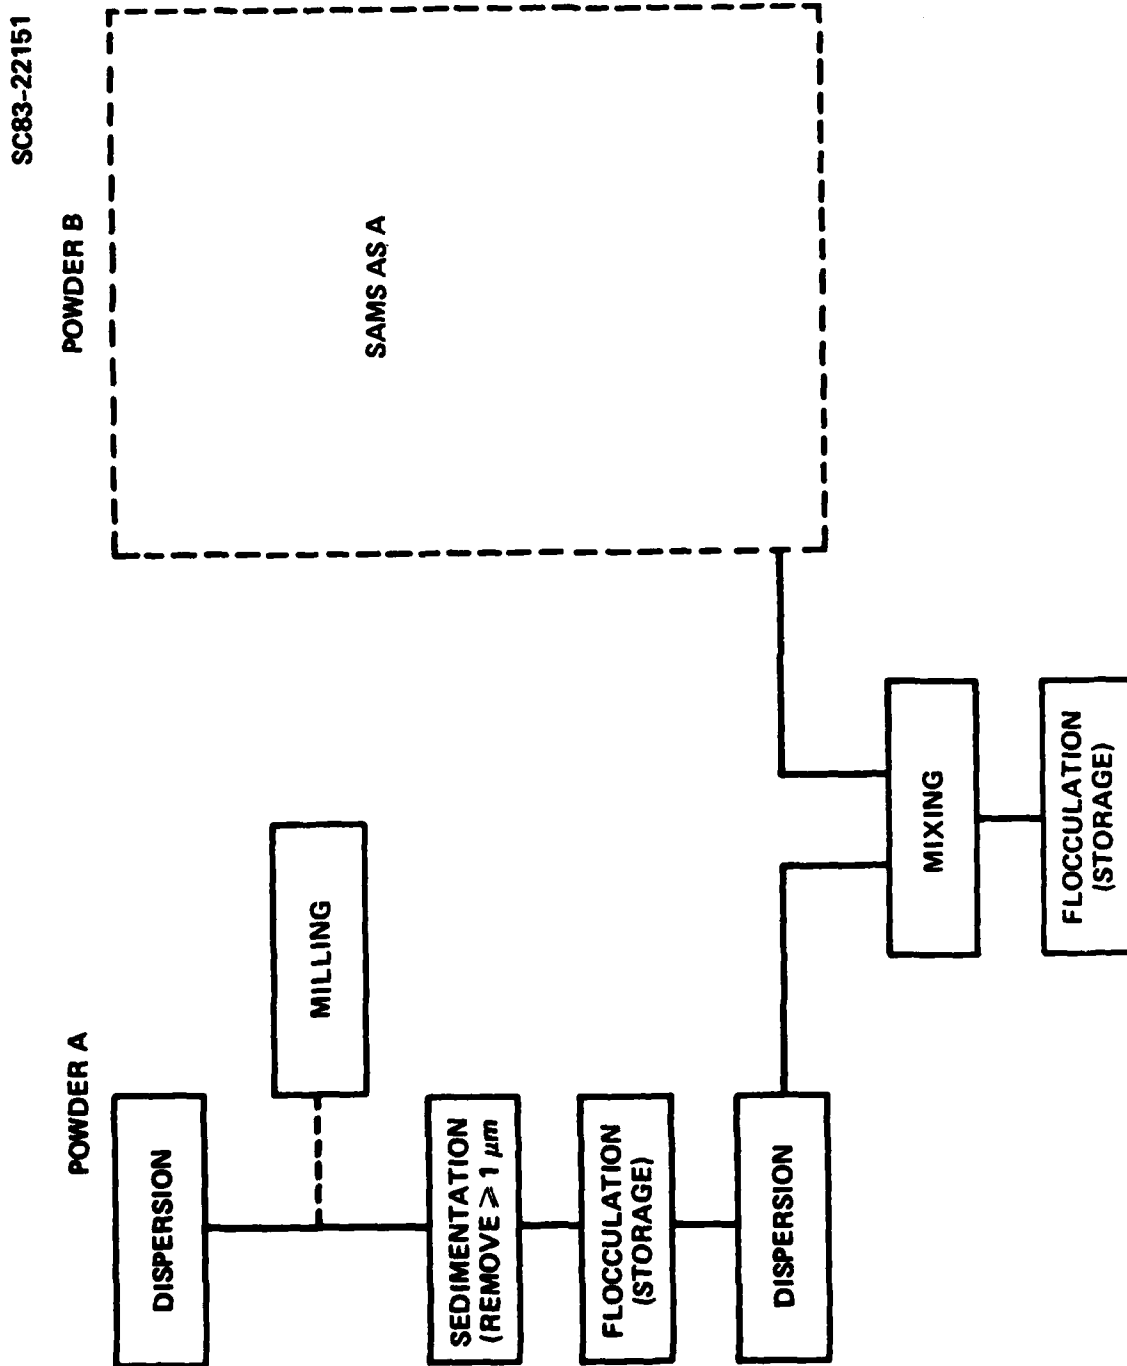 SC83-22151
POWDER A
POWDER B
DISPERSION
MILLING
SAMS AS A
SEDIMENTATION
(REMOVE ⩾ 1 μm
FLOCCULATION
(STORAGE)
DISPERSION
MIXING
FLOCCULATION
(STORAGE)